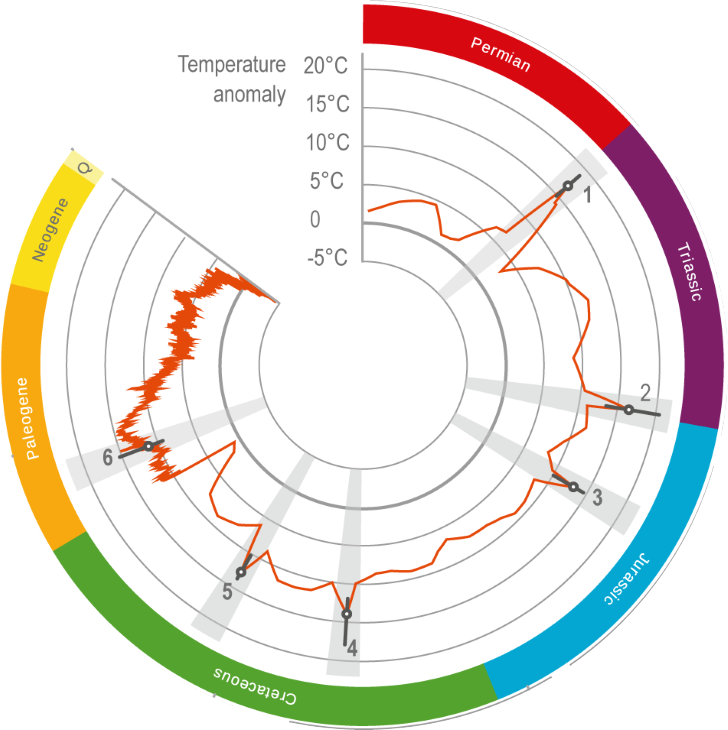 Temperature
anomaly
20°C
15°C
10°C
5°C
0
-5°C
Permian
Triassic
Jurassic
Cretaceous
Paleogene
Neogene
Q
1
2
3
4
5
6